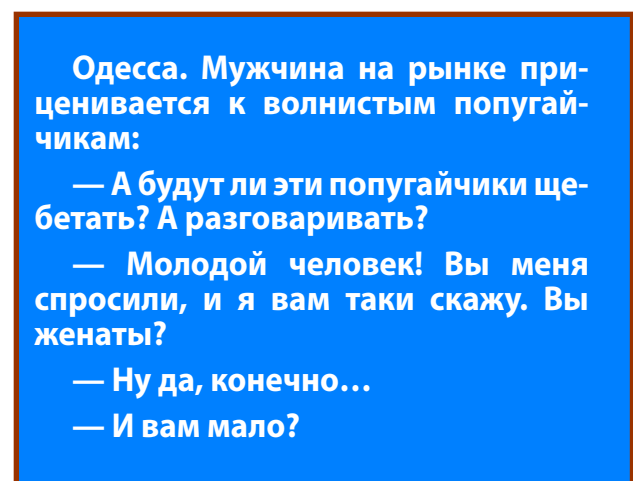 Одесса. Мужчина на рынке при-
ценивается к волнистым попугай-
чикам:
— А будут ли эти попугайчики ще-
бетать? А разговаривать?
— Молодой человек! Вы меня
спросили, и я вам таки скажу. Вы
женаты?
— Ну да, конечно…
— И вам мало?